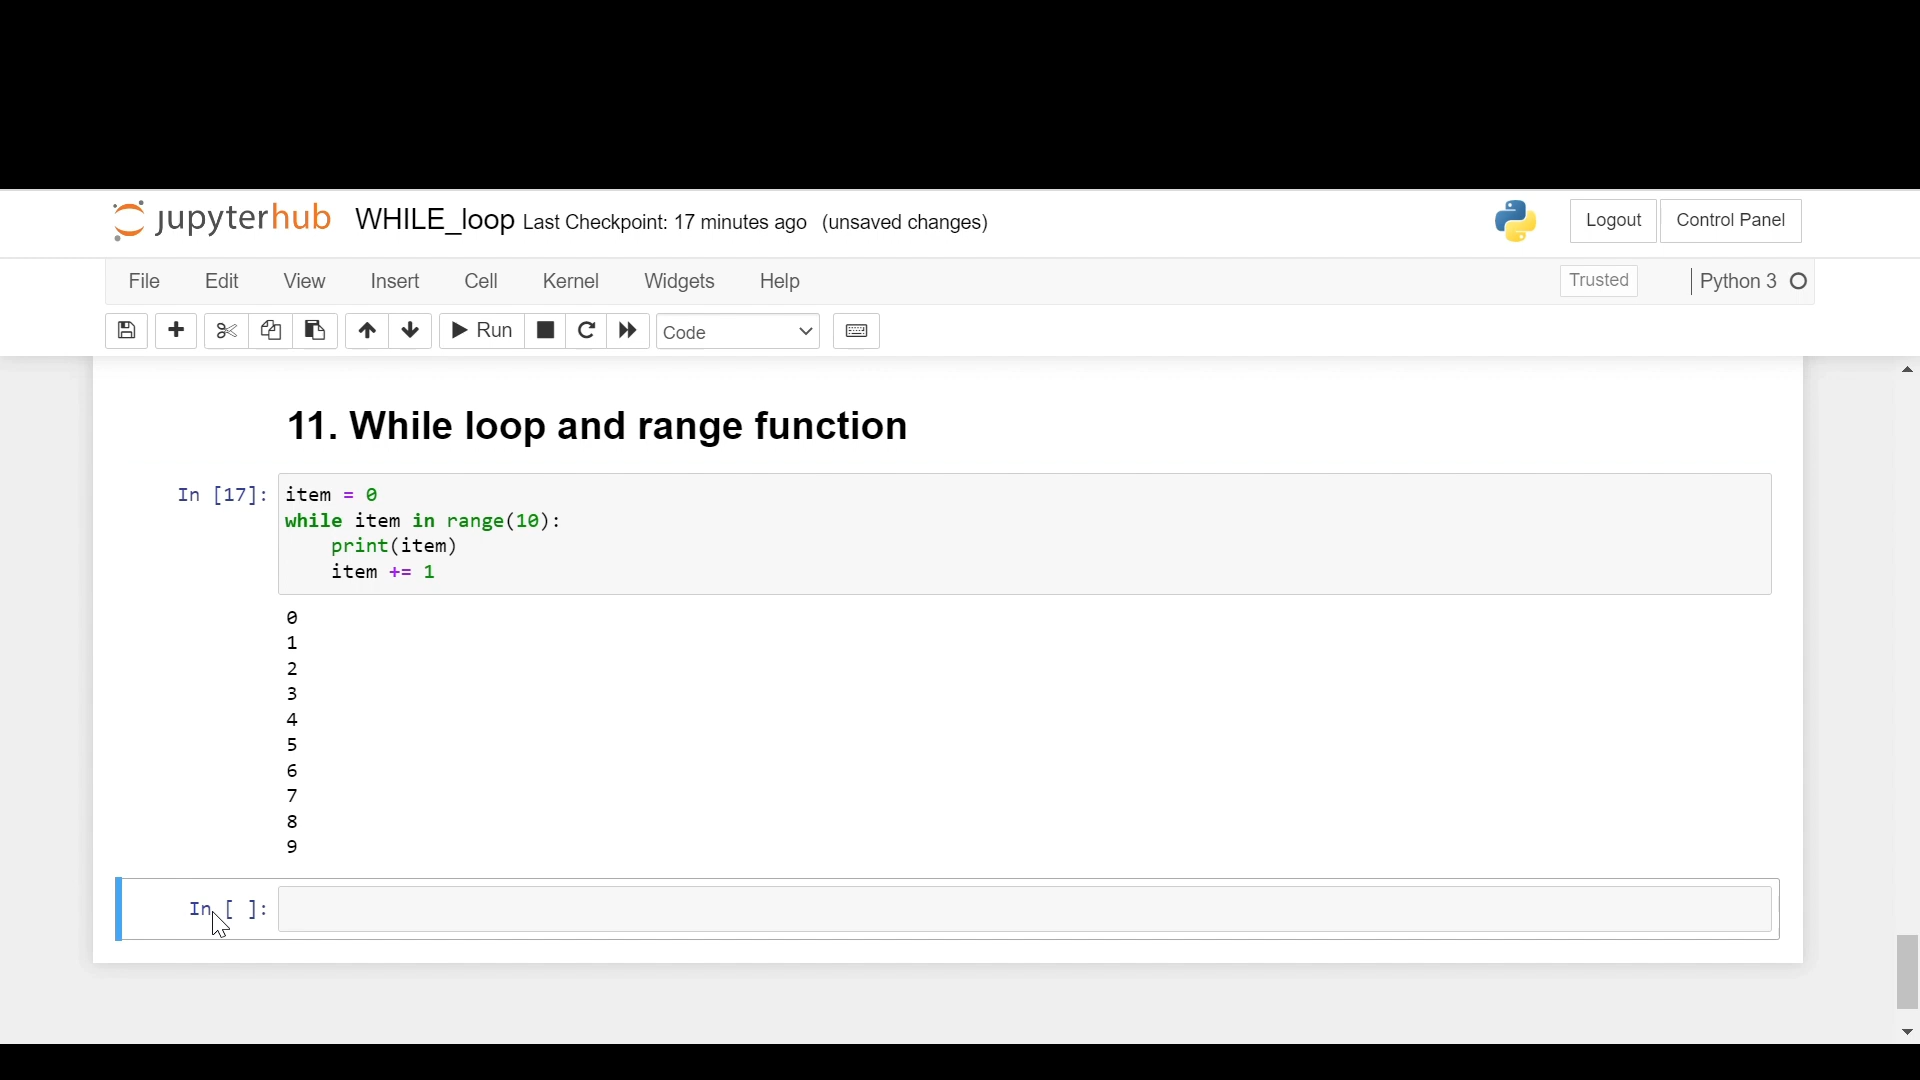 jupyterhub WHILE_loop Last Checkpoint: 17 minutes ago (unsaved changes) Logout Control Panel
File Edit View Insert Cell Kernel Widgets Help Trusted Python 3
Run Code
11. While loop and range function
In [17]: item = 0
while item in range(10):
    print(item)
    item += 1
0
1
2
3
4
5
6
7
8
9
In [ ]: